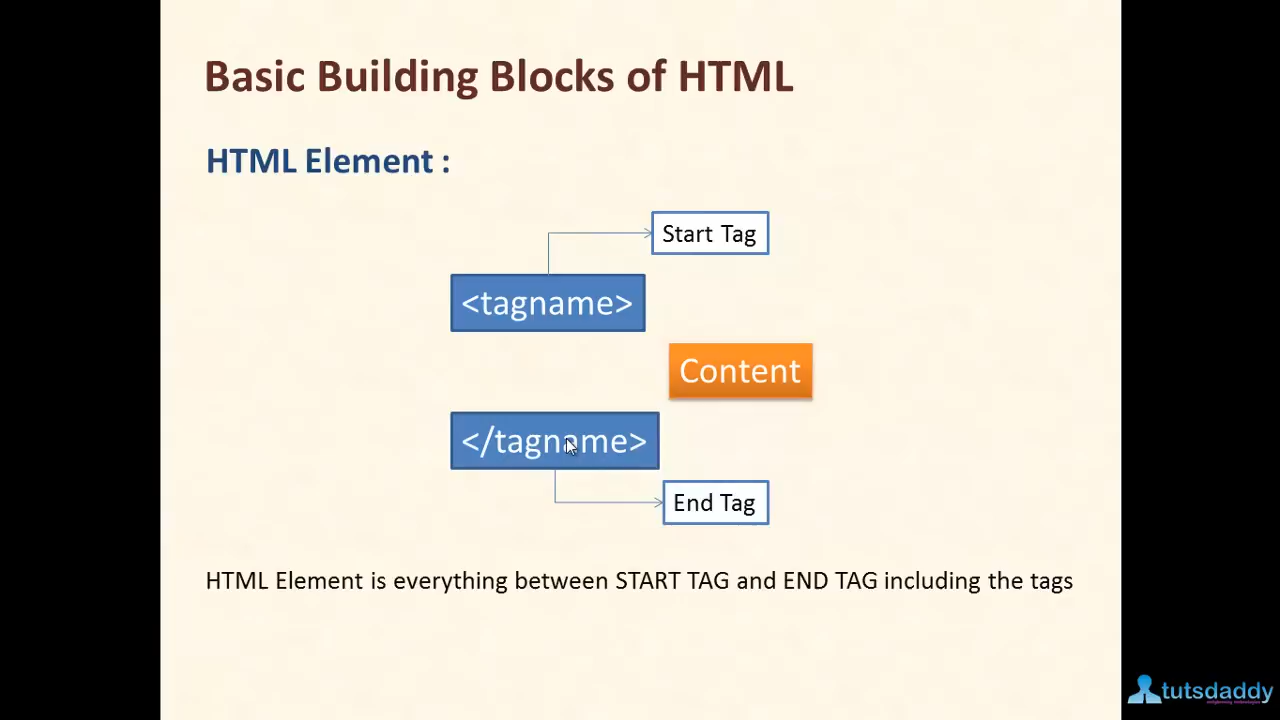 Basic Building Blocks of HTML
HTML Element :
Start Tag
<tagname>
Content
</tagname>
End Tag
HTML Element is everything between START TAG and END TAG including the tags
tutsdaddy